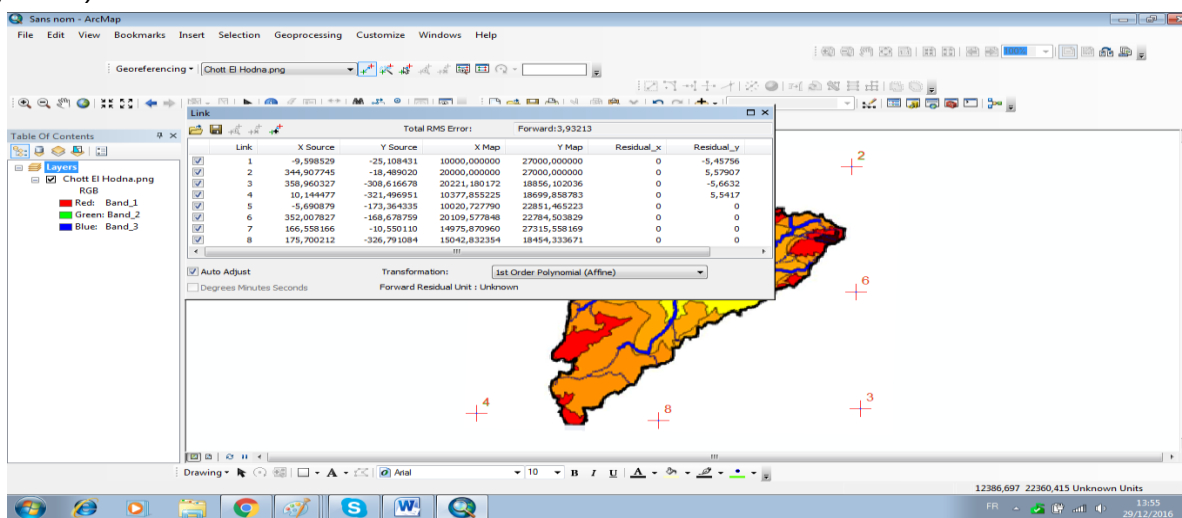 Sans nom - ArcMap
File Edit View Bookmarks Insert Selection Geoprocessing Customize Windows Help
Georeferencing Chott El Hodna.png
Link
Total RMS Error: Forward:3,93213
Link X Source Y Source X Map Y Map Residual_x Residual_y
1 -9,598529 -25,108431 10000,000000 27000,000000 0 -5,45756
2 344,907745 -18,489020 20000,000000 27000,000000 0 5,57907
3 358,960327 -308,616678 20221,180172 18856,102036 0 -5,6632
4 10,144477 -321,496951 10377,855225 18699,858783 0 5,5417
5 -5,690879 -173,364335 10020,727790 22851,465223 0 0
6 352,007827 -168,678759 20109,577848 22784,503829 0 0
7 166,558166 -10,550110 14975,870960 27315,558169 0 0
8 175,700212 -326,791084 15042,832354 18454,333671 0 0
Auto Adjust Transformation: 1st Order Polynomial (Affine)
Degrees Minutes Seconds Forward Residual Unit : Unknown
Table Of Contents
Layers
Chott El Hodna.png
RGB
Red: Band_1
Green: Band_2
Blue: Band_3
2
6
4
8
3
Drawing A Arial 10 B I U A
12386,697 22360,415 Unknown Units
FR 13:55
29/12/2016